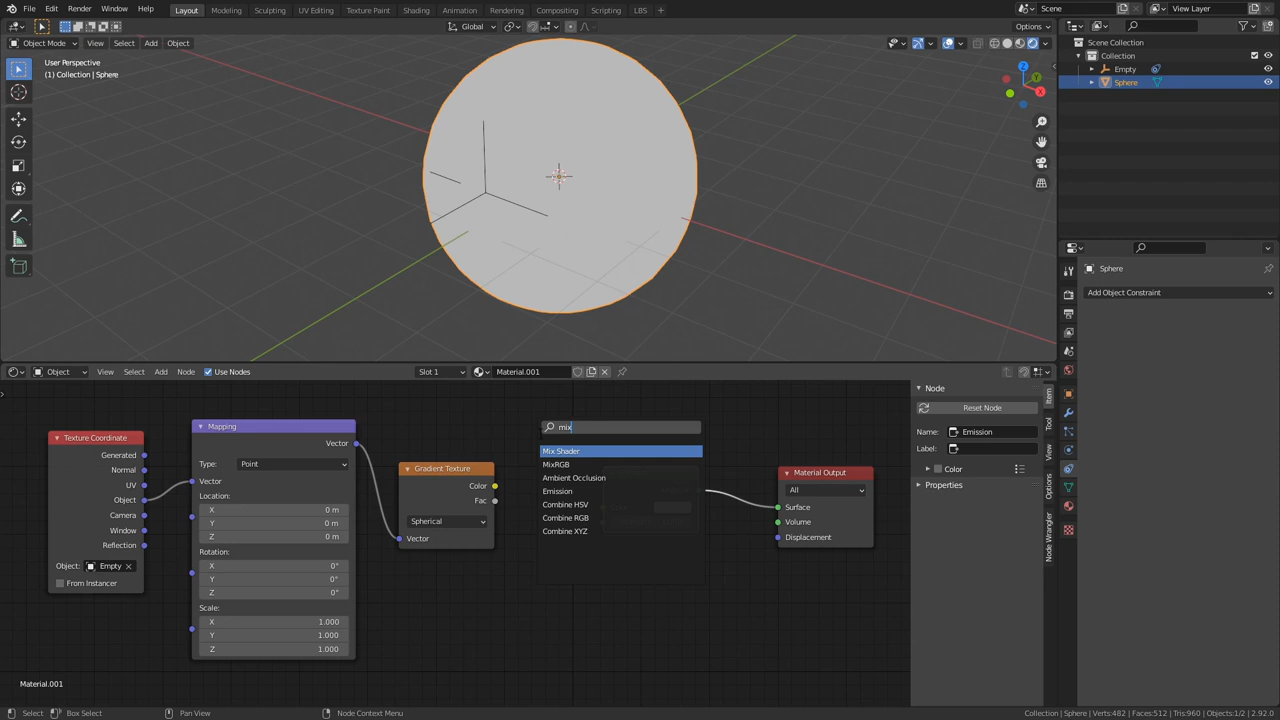 File Edit Render Window Help Layout Modeling Sculpting UV Editing Texture Paint Shading Animation Rendering Compositing Scripting LBS + Scene View Layer
Global Options
Object Mode View Select Add Object
User Perspective
(1) Collection | Sphere
Z
Y
X
Scene Collection
Collection
Empty
Sphere
Sphere
Add Object Constraint
Object View Select Add Node Use Nodes Slot 1 Material.001
Texture Coordinate
Generated
Normal
UV
Object
Camera
Window
Reflection
Object: Empty
From Instancer
Mapping
Vector
Type: Point
Vector
Location:
X 0 m
Y 0 m
Z 0 m
Rotation:
X 0°
Y 0°
Z 0°
Scale:
X 1.000
Y 1.000
Z 1.000
Gradient Texture
Color
Fac
Spherical
Vector
mix
Mix Shader
MixRGB
Ambient Occlusion
Emission
Combine HSV
Combine RGB
Combine XYZ
Material Output
All
Surface
Volume
Displacement
Node
Reset Node
Name: Emission
Label:
Color
Properties
Item
Tool
View
Options
Node Wrangler
Material.001
Select Box Select Pan View Node Context Menu Collection | Sphere | Verts:482 | Faces:512 | Tris:960 | Objects:1/2 | 2.92.0